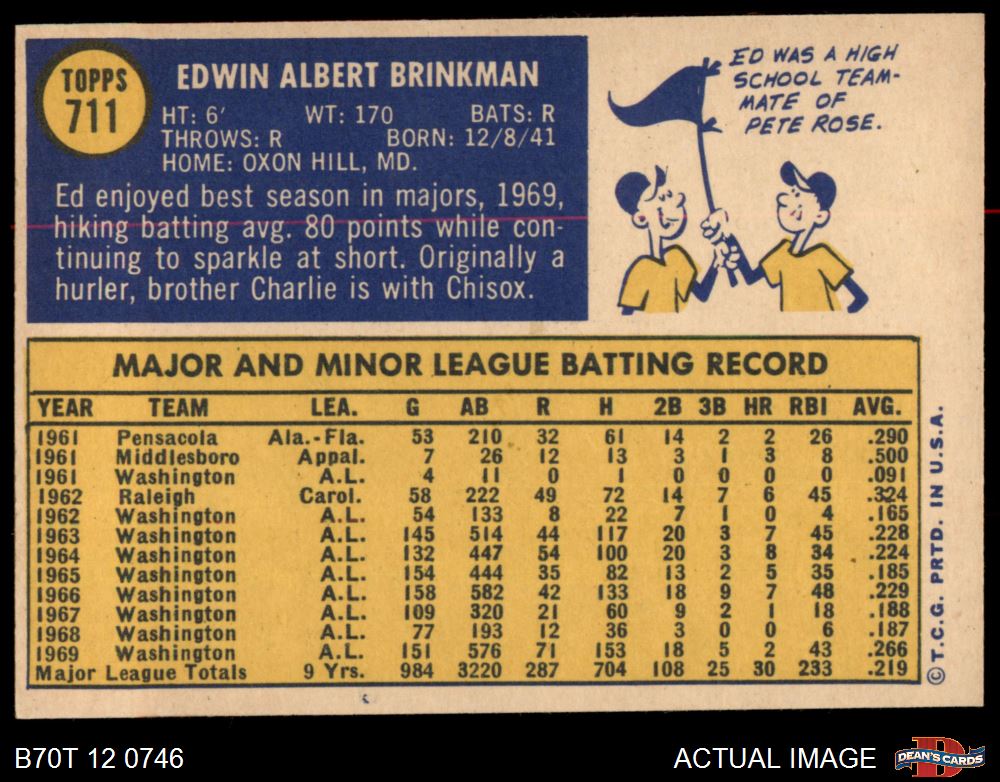 TOPPS
711
EDWIN ALBERT BRINKMAN
HT: 6' WT: 170 BATS: R
THROWS: R BORN: 12/8/41
HOME: OXON HILL, MD.
Ed enjoyed best season in majors, 1969,
hiking batting avg. 80 points while con-
tinuing to sparkle at short. Originally a
hurler, brother Charlie is with Chisox.
ED WAS A HIGH
SCHOOL TEAM-
MATE OF
PETE ROSE.
MAJOR AND MINOR LEAGUE BATTING RECORD
YEAR TEAM LEA. G AB R H 2B 3B HR RBI AVG.
1961 Pensacola Ala.-Fla. 53 210 32 61 14 2 2 26 .290
1961 Middlesboro Appal. 7 26 12 13 3 1 3 8 .500
1961 Washington A.L. 4 11 0 1 0 0 0 0 .091
1962 Raleigh Carol. 58 222 49 72 14 7 6 45 .324
1962 Washington A.L. 54 133 8 22 7 1 0 4 .165
1963 Washington A.L. 145 514 44 117 20 3 7 45 .228
1964 Washington A.L. 132 447 54 100 20 3 8 34 .224
1965 Washington A.L. 154 444 35 82 13 2 5 35 .185
1966 Washington A.L. 158 582 42 133 18 9 7 48 .229
1967 Washington A.L. 109 320 21 60 9 2 1 18 .188
1968 Washington A.L. 77 193 12 36 3 0 0 6 .187
1969 Washington A.L. 151 576 71 153 18 5 2 43 .266
Major League Totals 9 Yrs. 984 3220 287 704 108 25 30 233 .219
© T.C.G. PRTD. IN U.S.A.
B70T 12 0746
ACTUAL IMAGE
D
DEAN'S CARDS